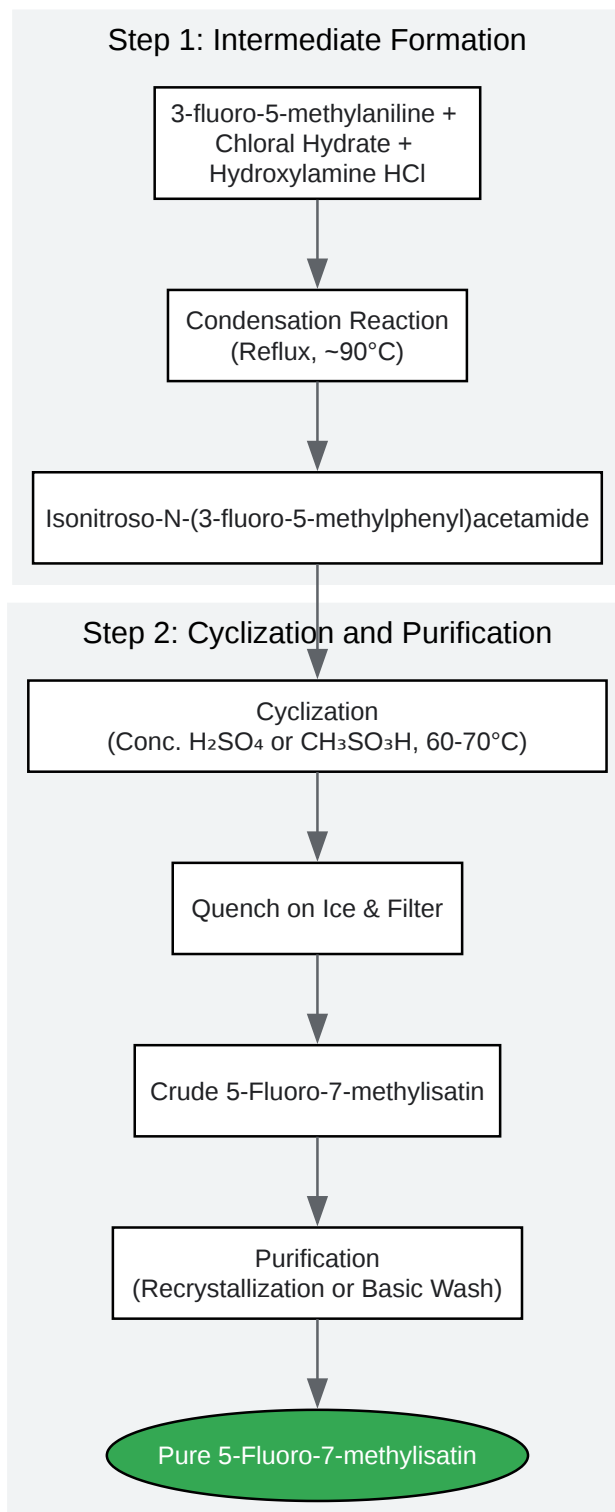 Step 1: Intermediate Formation
3-fluoro-5-methylaniline +
Chloral Hydrate +
Hydroxylamine HCl
Condensation Reaction
(Reflux, ~90°C)
Isonitroso-N-(3-fluoro-5-methylphenyl)acetamide
Step 2: Cyclization and Purification
Cyclization
(Conc. H₂SO₄ or CH₃SO₃H, 60-70°C)
Quench on Ice & Filter
Crude 5-Fluoro-7-methylisatin
Purification
(Recrystallization or Basic Wash)
Pure 5-Fluoro-7-methylisatin